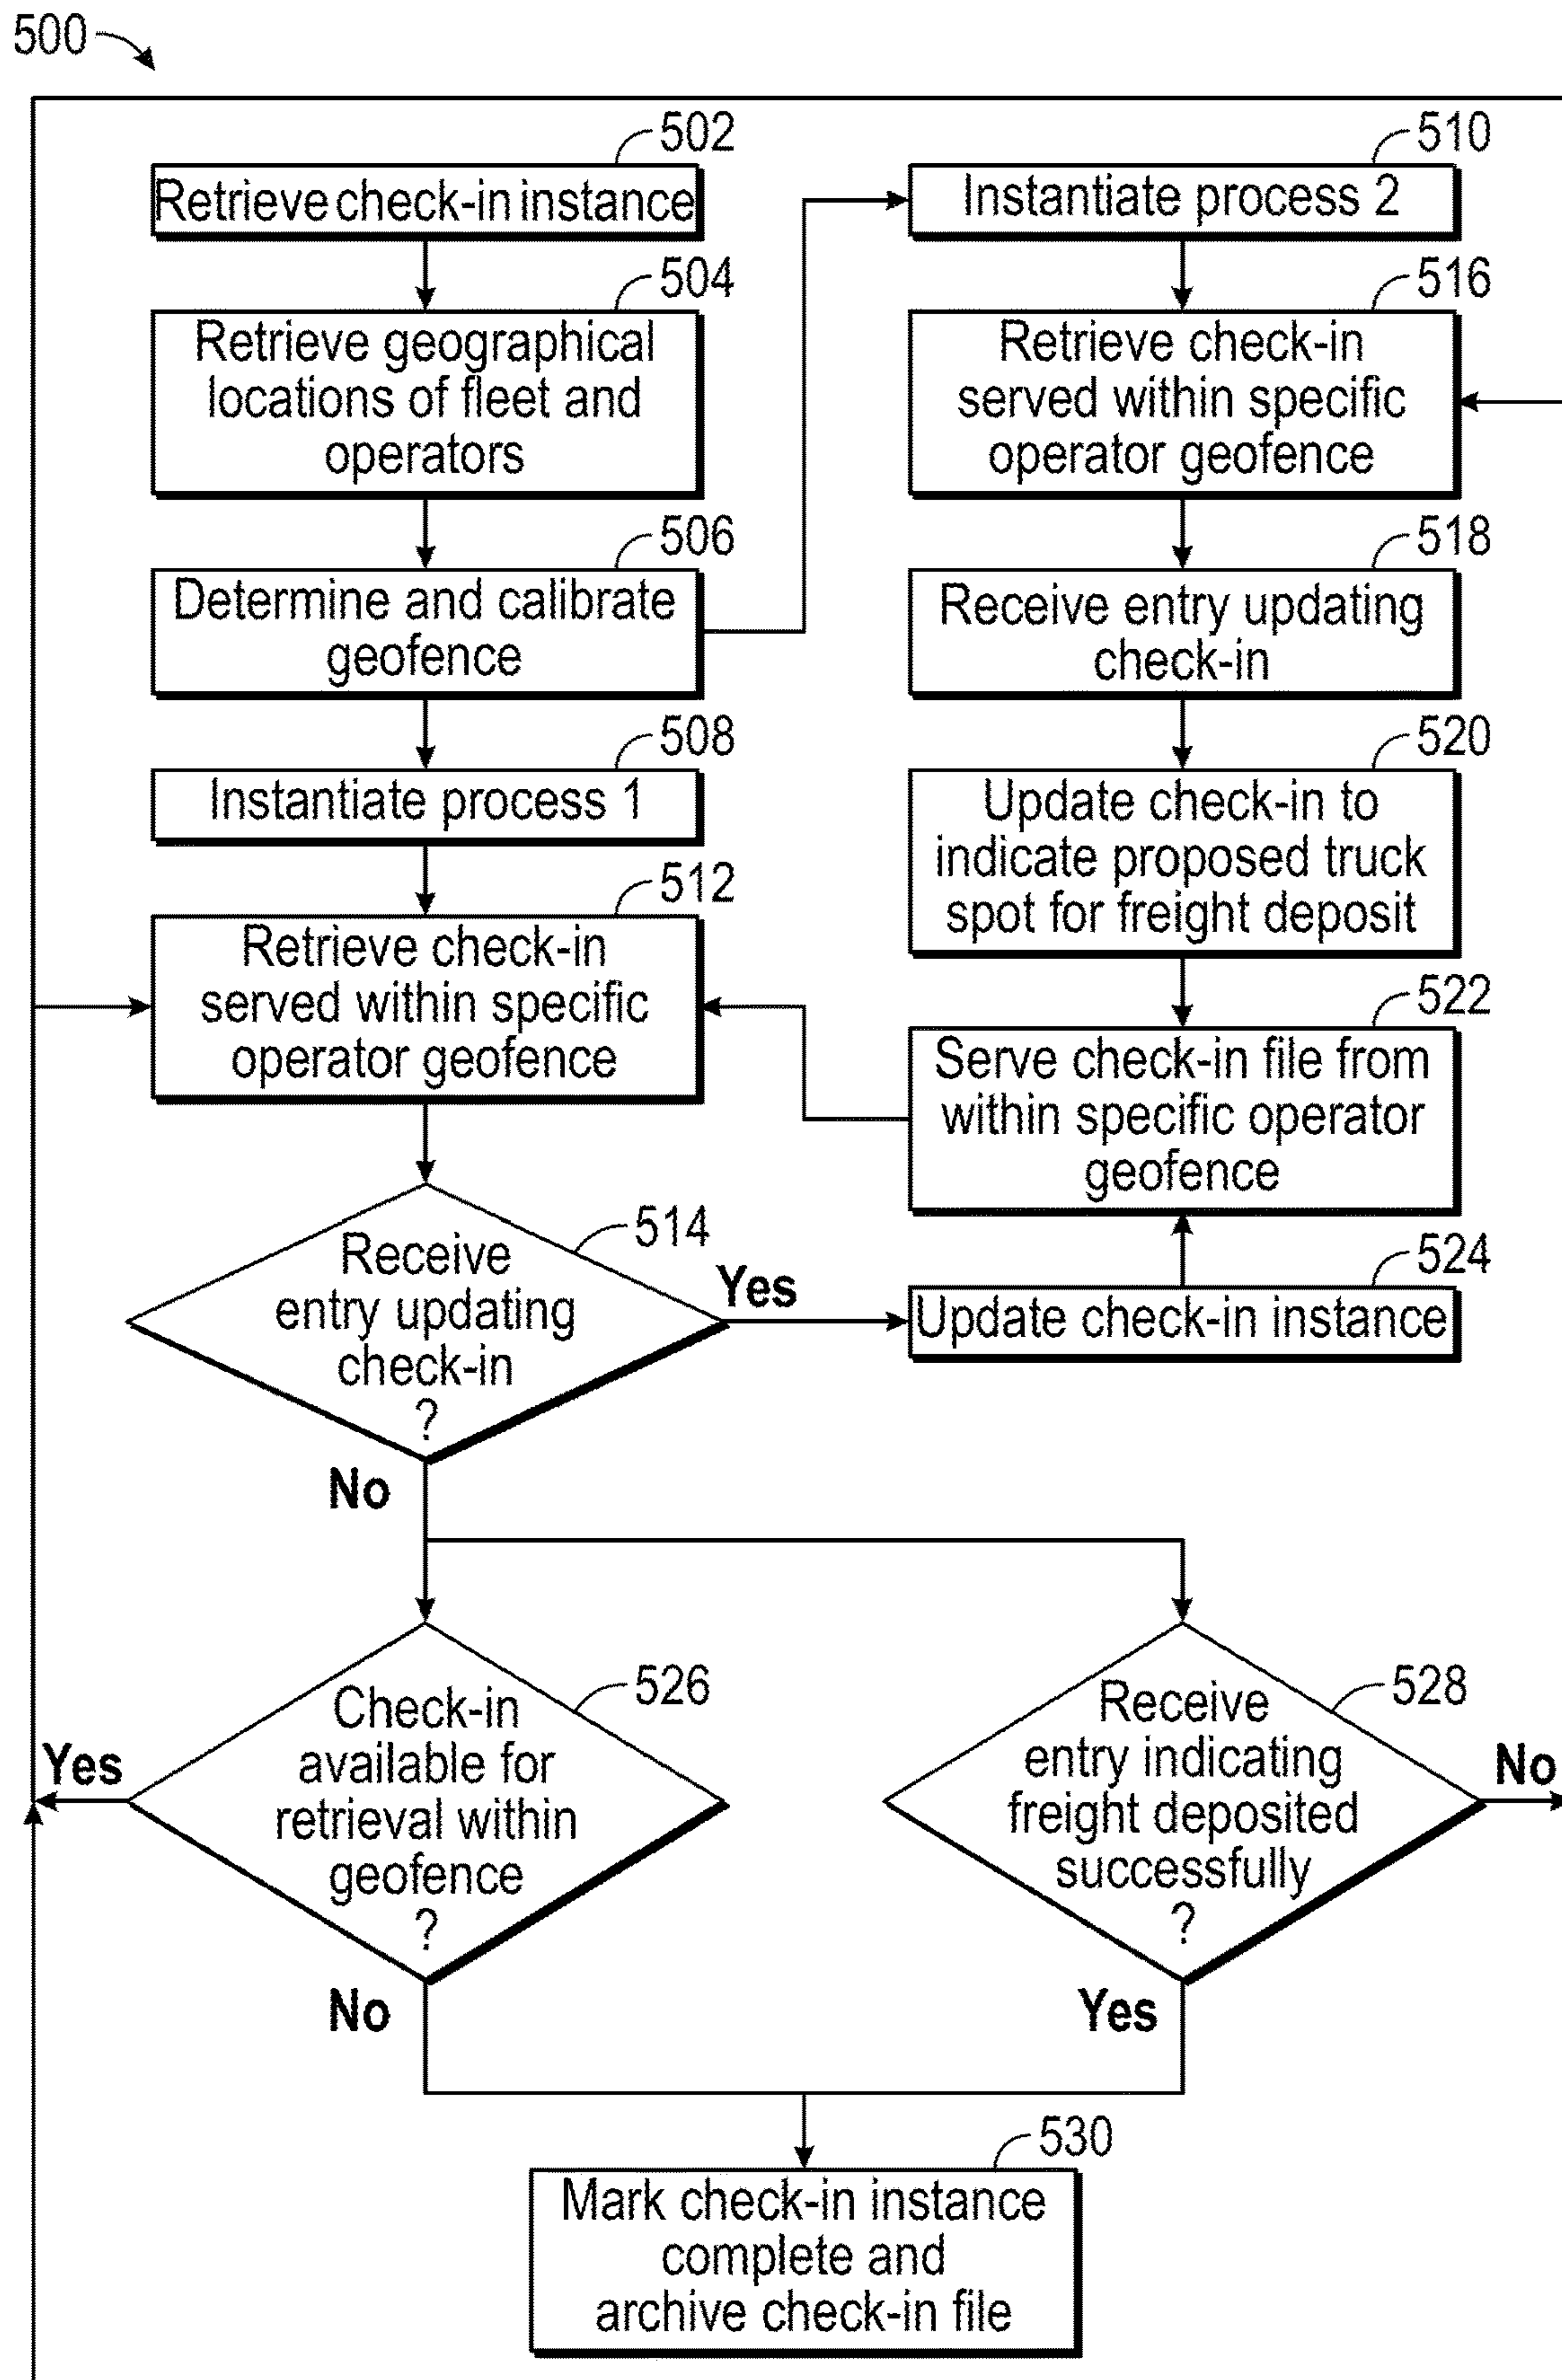 500
502
Retrieve check-in instance
504
Retrieve geographical
locations of fleet and
operators
506
Determine and calibrate
geofence
508
Instantiate process 1
512
Retrieve check-in
served within specific
operator geofence
510
Instantiate process 2
516
Retrieve check-in
served within specific
operator geofence
518
Receive entry updating
check-in
520
Update check-in to
indicate proposed truck
spot for freight deposit
522
Serve check-in file from
within specific operator
geofence
514
Receive
entry updating
check-in
?
Yes
No
524
Update check-in instance
526
Check-in
available for
retrieval within
geofence
?
Yes
No
528
Receive
entry indicating
freight deposited
successfully
?
No
Yes
530
Mark check-in instance
complete and
archive check-in file